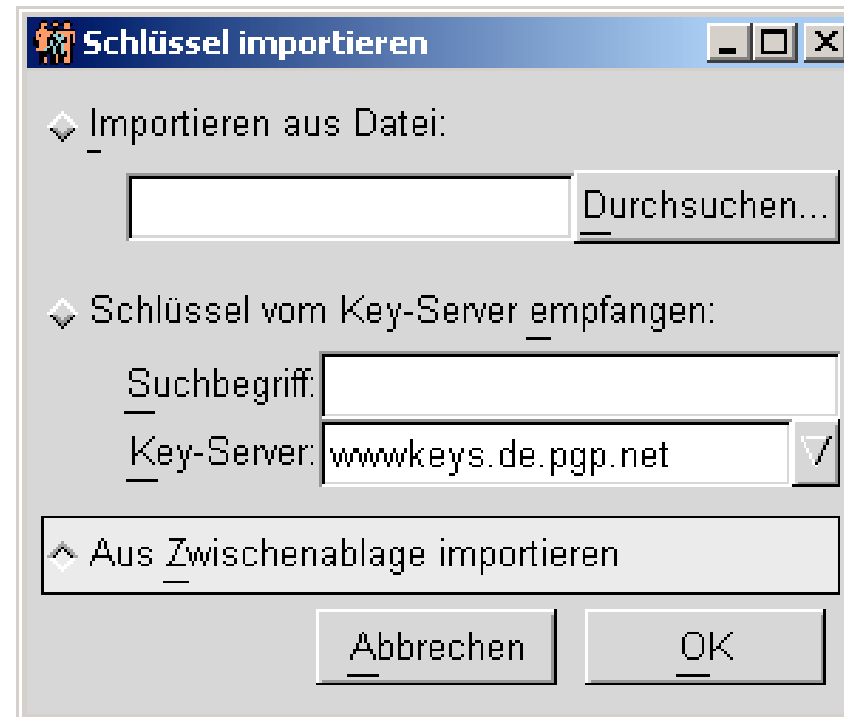 Schlüssel importieren
Importieren aus Datei:
Durchsuchen...
Schlüssel vom Key-Server empfangen:
Suchbegriff:
Key-Server: wwwkeys.de.pgp.net
Aus Zwischenablage importieren
Abbrechen OK